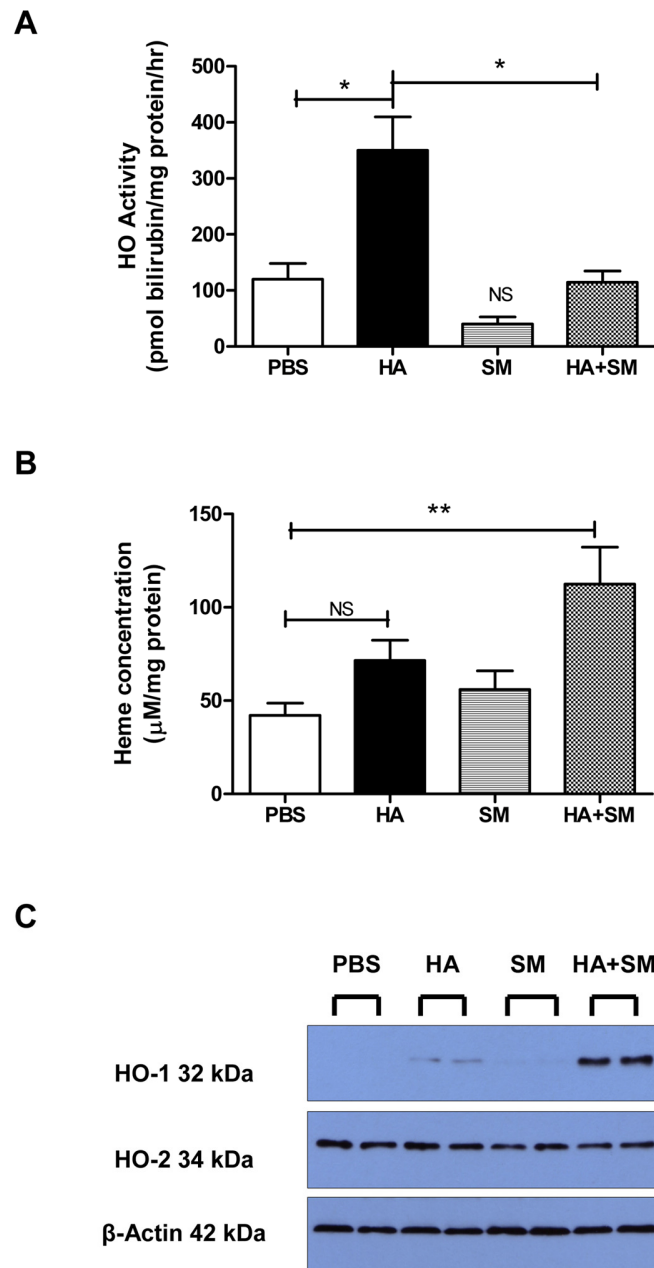 A
HO Activity
(pmol bilirubin/mg protein/hr)
500
400
300
200
100
0
*
*
NS
PBS HA SM HA+SM
B
Heme concentration
(μM/mg protein)
150
100
50
0
**
NS
PBS HA SM HA+SM
C
PBS HA SM HA+SM
HO-1 32 kDa
HO-2 34 kDa
β-Actin 42 kDa